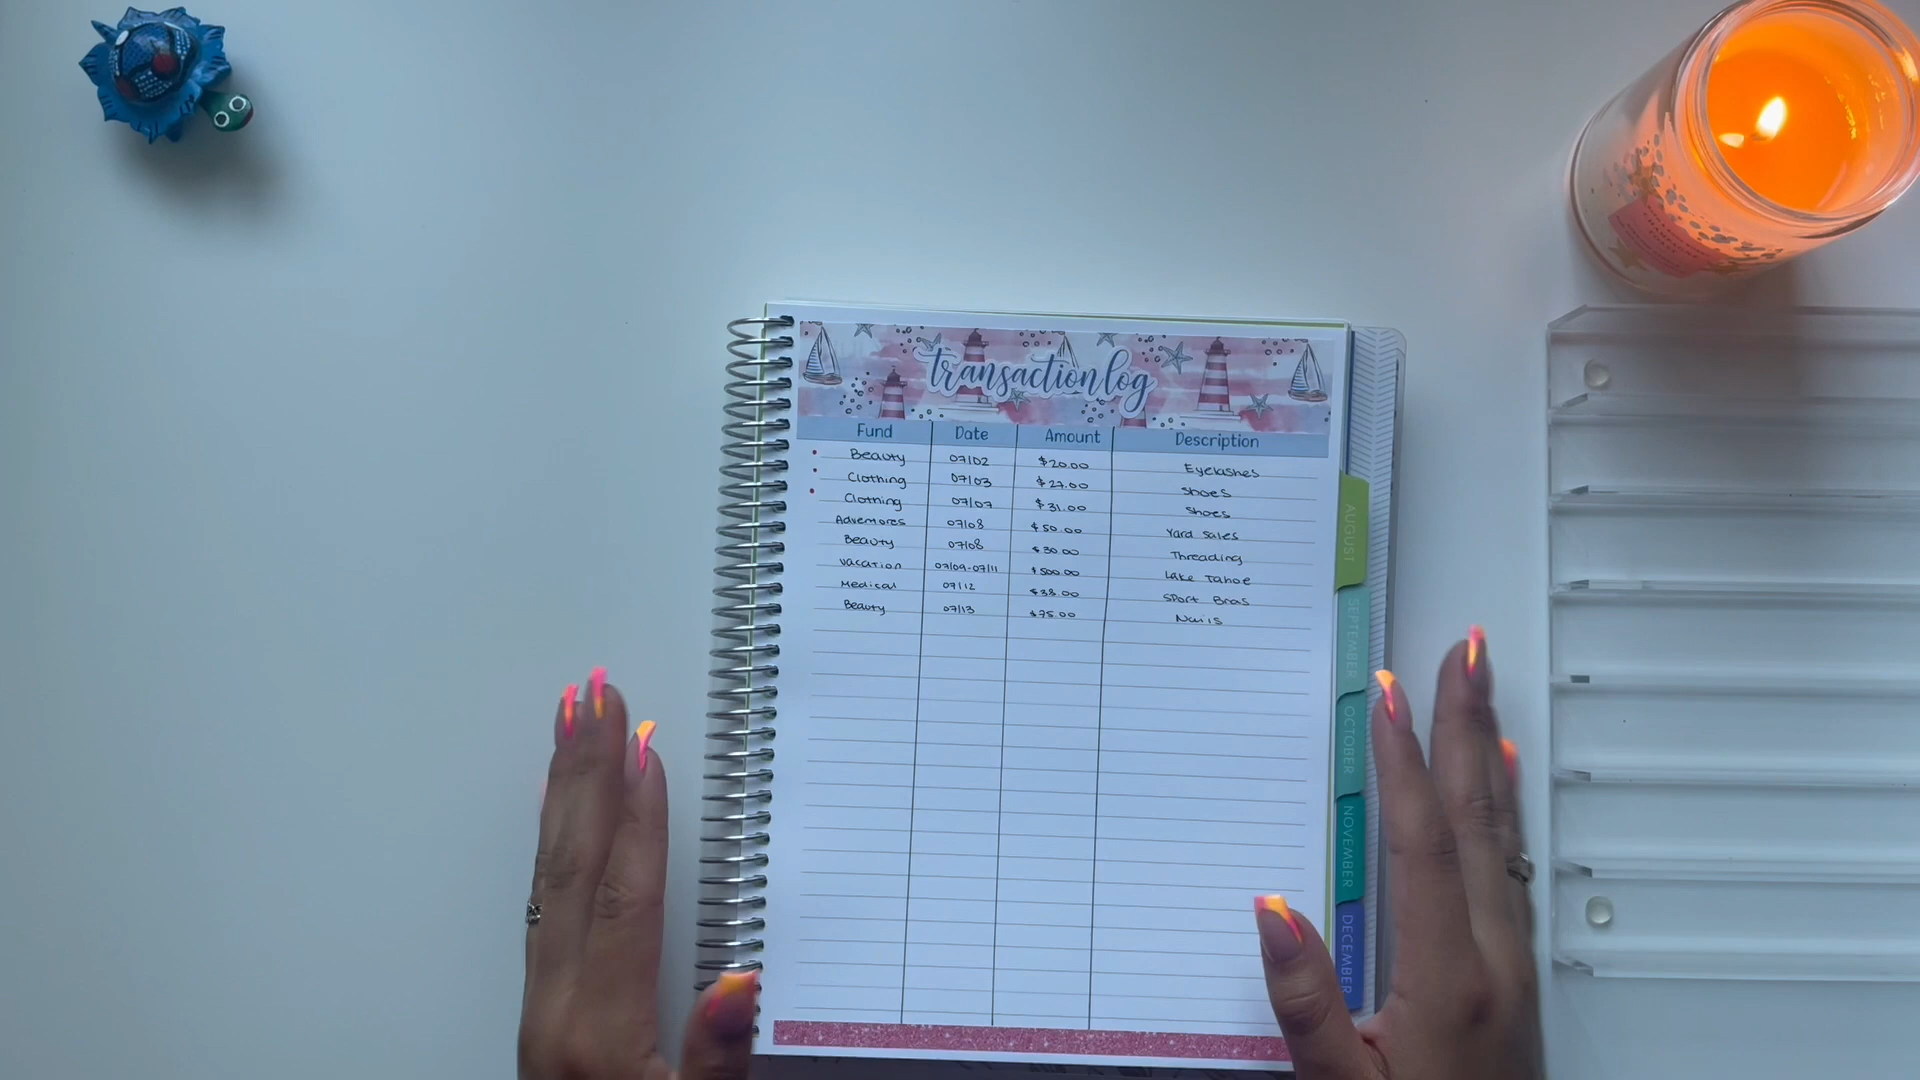 transaction log
Fund Date Amount Description
Beauty 07/02 $20.00 Eyelashes
Clothing 07/03 $27.00 Shoes
Clothing 07/07 $31.00 Shoes
07/08 $50.00 Yard Sales
Beauty 07/08 $30.00 Threading
Vacation 07/09-07/11 $500.00 Lake Tahoe
Medical 07/12 $38.00 Sport Bras
Beauty 07/13 $75.00 Nails
AUGUST
SEPTEMBER
OCTOBER
NOVEMBER
DECEMBER